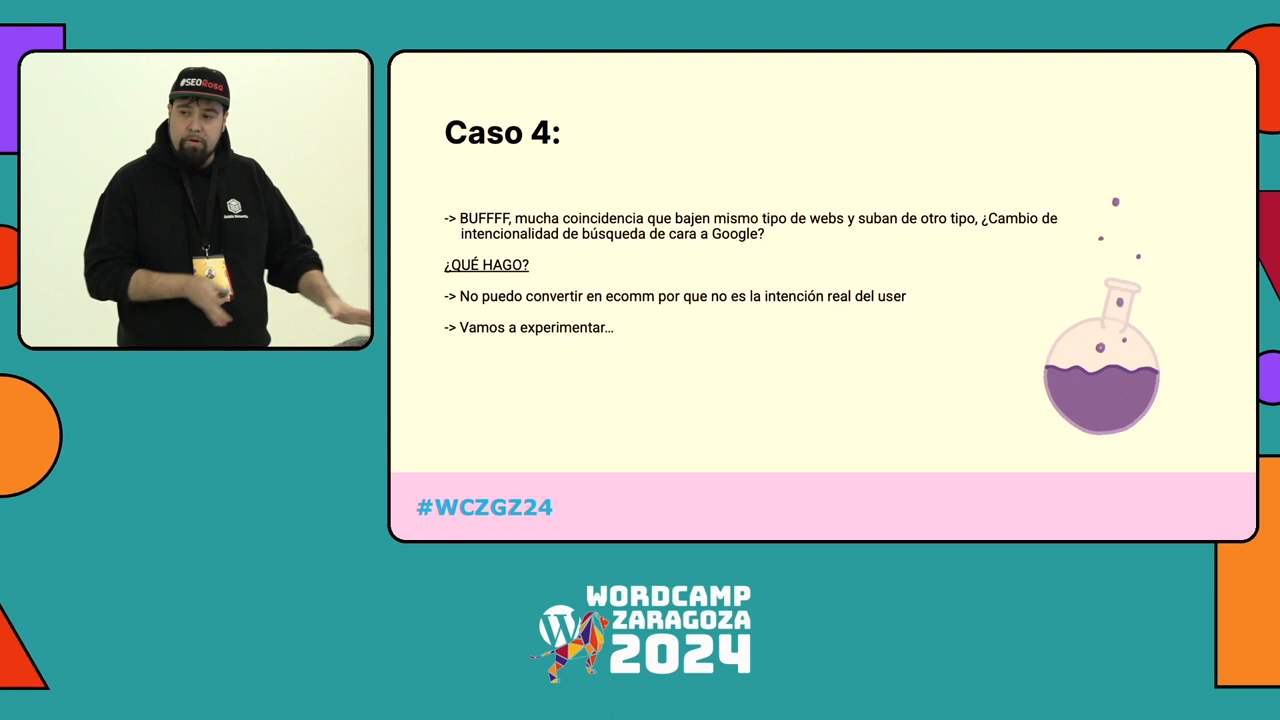 #SEORosa
Caso 4:
-> BUFFFF, mucha coincidencia que bajen mismo tipo de webs y suban de otro tipo, ¿Cambio de
intencionalidad de búsqueda de cara a Google?
¿QUÉ HAGO?
-> No puedo convertir en ecomm por que no es la intención real del user
-> Vamos a experimentar...
#WCZGZ24
WORDCAMP
ZARAGOZA
2024